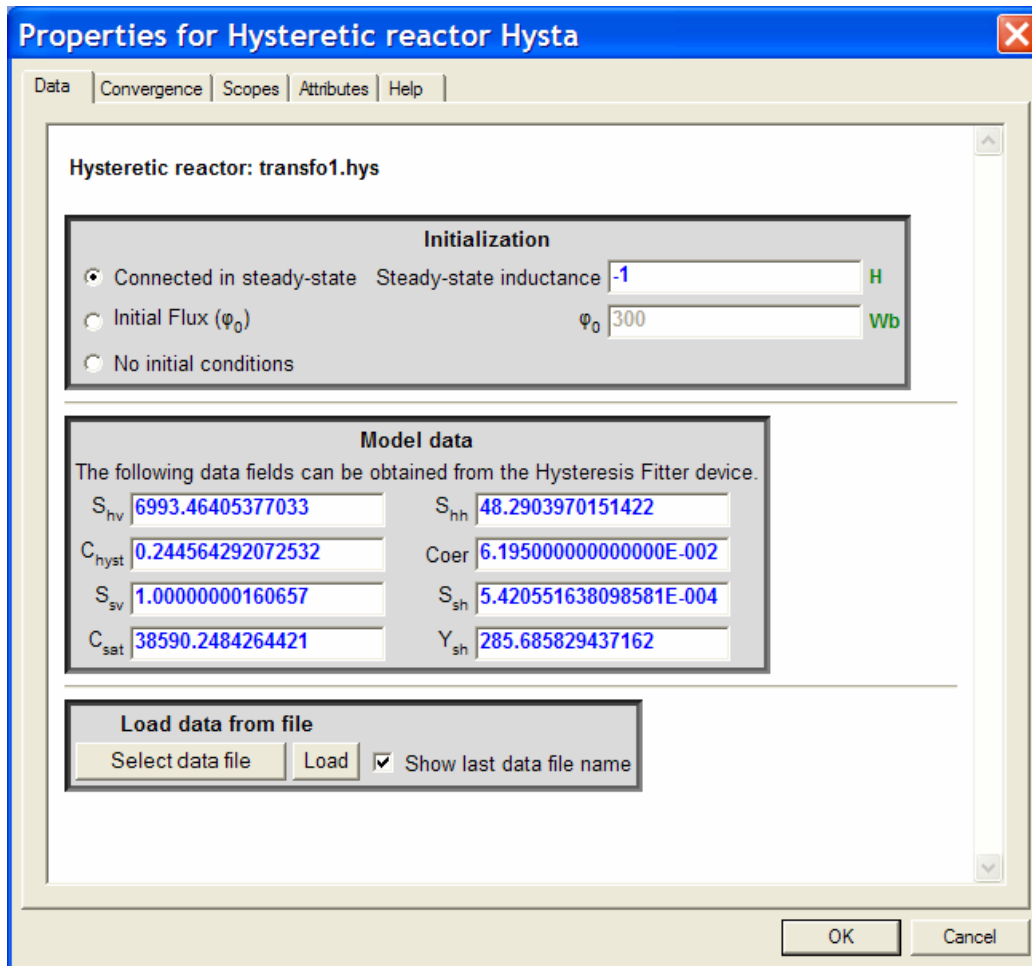 Properties for Hysteretic reactor Hysta
Data Convergence Scopes Attributes Help
Hysteretic reactor: transfo1.hys
Initialization
Connected in steady-state Steady-state inductance -1 H
Initial Flux (φ0) φ0 300 Wb
No initial conditions
Model data
The following data fields can be obtained from the Hysteresis Fitter device.
Shv 6993.46405377033 Shh 48.2903970151422
Chyst 0.244564292072532 Coer 6.195000000000000E-002
Ssv 1.00000000160657 Ssh 5.420551638098581E-004
Csat 38590.2484264421 Ysh 285.685829437162
Load data from file
Select data file Load Show last data file name
OK Cancel